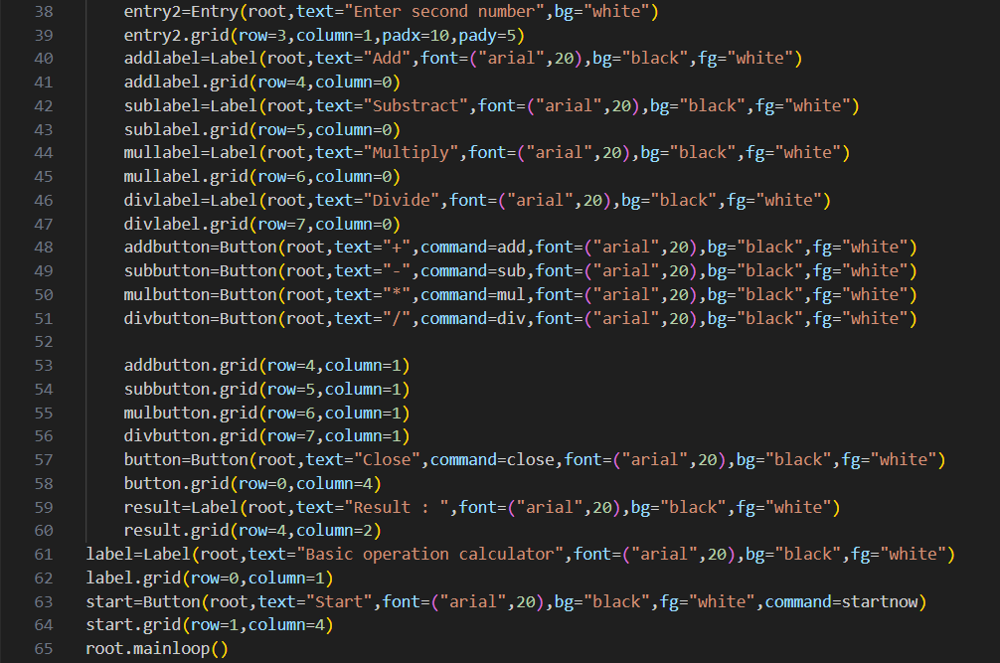 38 entry2=Entry(root,text="Enter second number",bg="white")
39 entry2.grid(row=3,column=1,padx=10,pady=5)
40 addlabel=Label(root,text="Add",font=("arial",20),bg="black",fg="white")
41 addlabel.grid(row=4,column=0)
42 sublabel=Label(root,text="Substract",font=("arial",20),bg="black",fg="white")
43 sublabel.grid(row=5,column=0)
44 mullabel=Label(root,text="Multiply",font=("arial",20),bg="black",fg="white")
45 mullabel.grid(row=6,column=0)
46 divlabel=Label(root,text="Divide",font=("arial",20),bg="black",fg="white")
47 divlabel.grid(row=7,column=0)
48 addbutton=Button(root,text="+",command=add,font=("arial",20),bg="black",fg="white")
49 subbutton=Button(root,text="-",command=sub,font=("arial",20),bg="black",fg="white")
50 mulbutton=Button(root,text="*",command=mul,font=("arial",20),bg="black",fg="white")
51 divbutton=Button(root,text="/",command=div,font=("arial",20),bg="black",fg="white")
52
53 addbutton.grid(row=4,column=1)
54 subbutton.grid(row=5,column=1)
55 mulbutton.grid(row=6,column=1)
56 divbutton.grid(row=7,column=1)
57 button=Button(root,text="Close",command=close,font=("arial",20),bg="black",fg="white")
58 button.grid(row=0,column=4)
59 result=Label(root,text="Result : ",font=("arial",20),bg="black",fg="white")
60 result.grid(row=4,column=2)
61 label=Label(root,text="Basic operation calculator",font=("arial",20),bg="black",fg="white")
62 label.grid(row=0,column=1)
63 start=Button(root,text="Start",font=("arial",20),bg="black",fg="white",command=startnow)
64 start.grid(row=1,column=4)
65 root.mainloop()